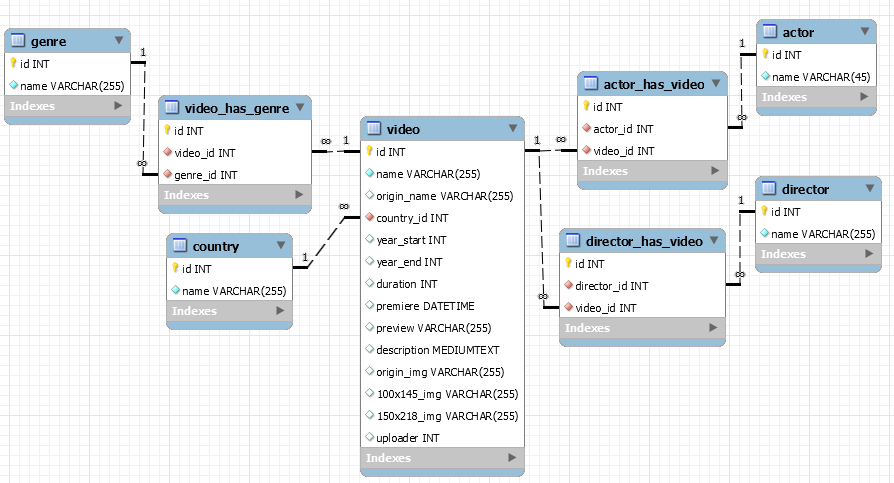 genre
id INT
name VARCHAR(255)
Indexes
1
∞
video_has_genre
id INT
video_id INT
genre_id INT
Indexes
∞
1
country
id INT
name VARCHAR(255)
Indexes
1
∞
video
id INT
name VARCHAR(255)
origin_name VARCHAR(255)
country_id INT
year_start INT
year_end INT
duration INT
premiere DATETIME
preview VARCHAR(255)
description MEDIUMTEXT
origin_img VARCHAR(255)
100x145_img VARCHAR(255)
150x218_img VARCHAR(255)
uploader INT
Indexes
1
∞
∞
actor_has_video
id INT
actor_id INT
video_id INT
Indexes
1
∞
actor
id INT
name VARCHAR(45)
Indexes
director_has_video
id INT
director_id INT
video_id INT
Indexes
1
∞
director
id INT
name VARCHAR(255)
Indexes